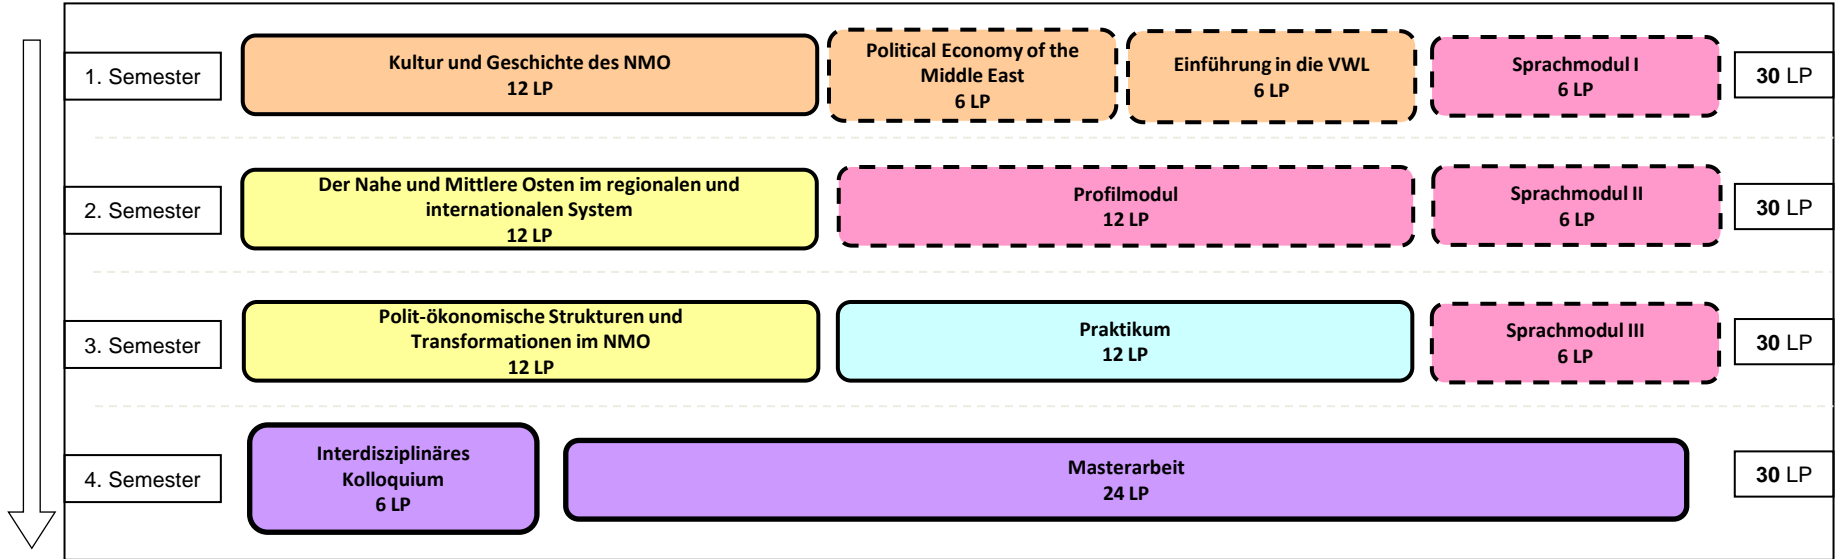 1. Semester
Kultur und Geschichte des NMO
12 LP
Political Economy of the
Middle East
6 LP
Einführung in die VWL
6 LP
Sprachmodul I
6 LP
30 LP
2. Semester
Der Nahe und Mittlere Osten im regionalen und
internationalen System
12 LP
Profilmodul
12 LP
Sprachmodul II
6 LP
30 LP
3. Semester
Polit-ökonomische Strukturen und
Transformationen im NMO
12 LP
Praktikum
12 LP
Sprachmodul III
6 LP
30 LP
4. Semester
Interdisziplinäres
Kolloquium
6 LP
Masterarbeit
24 LP
30 LP